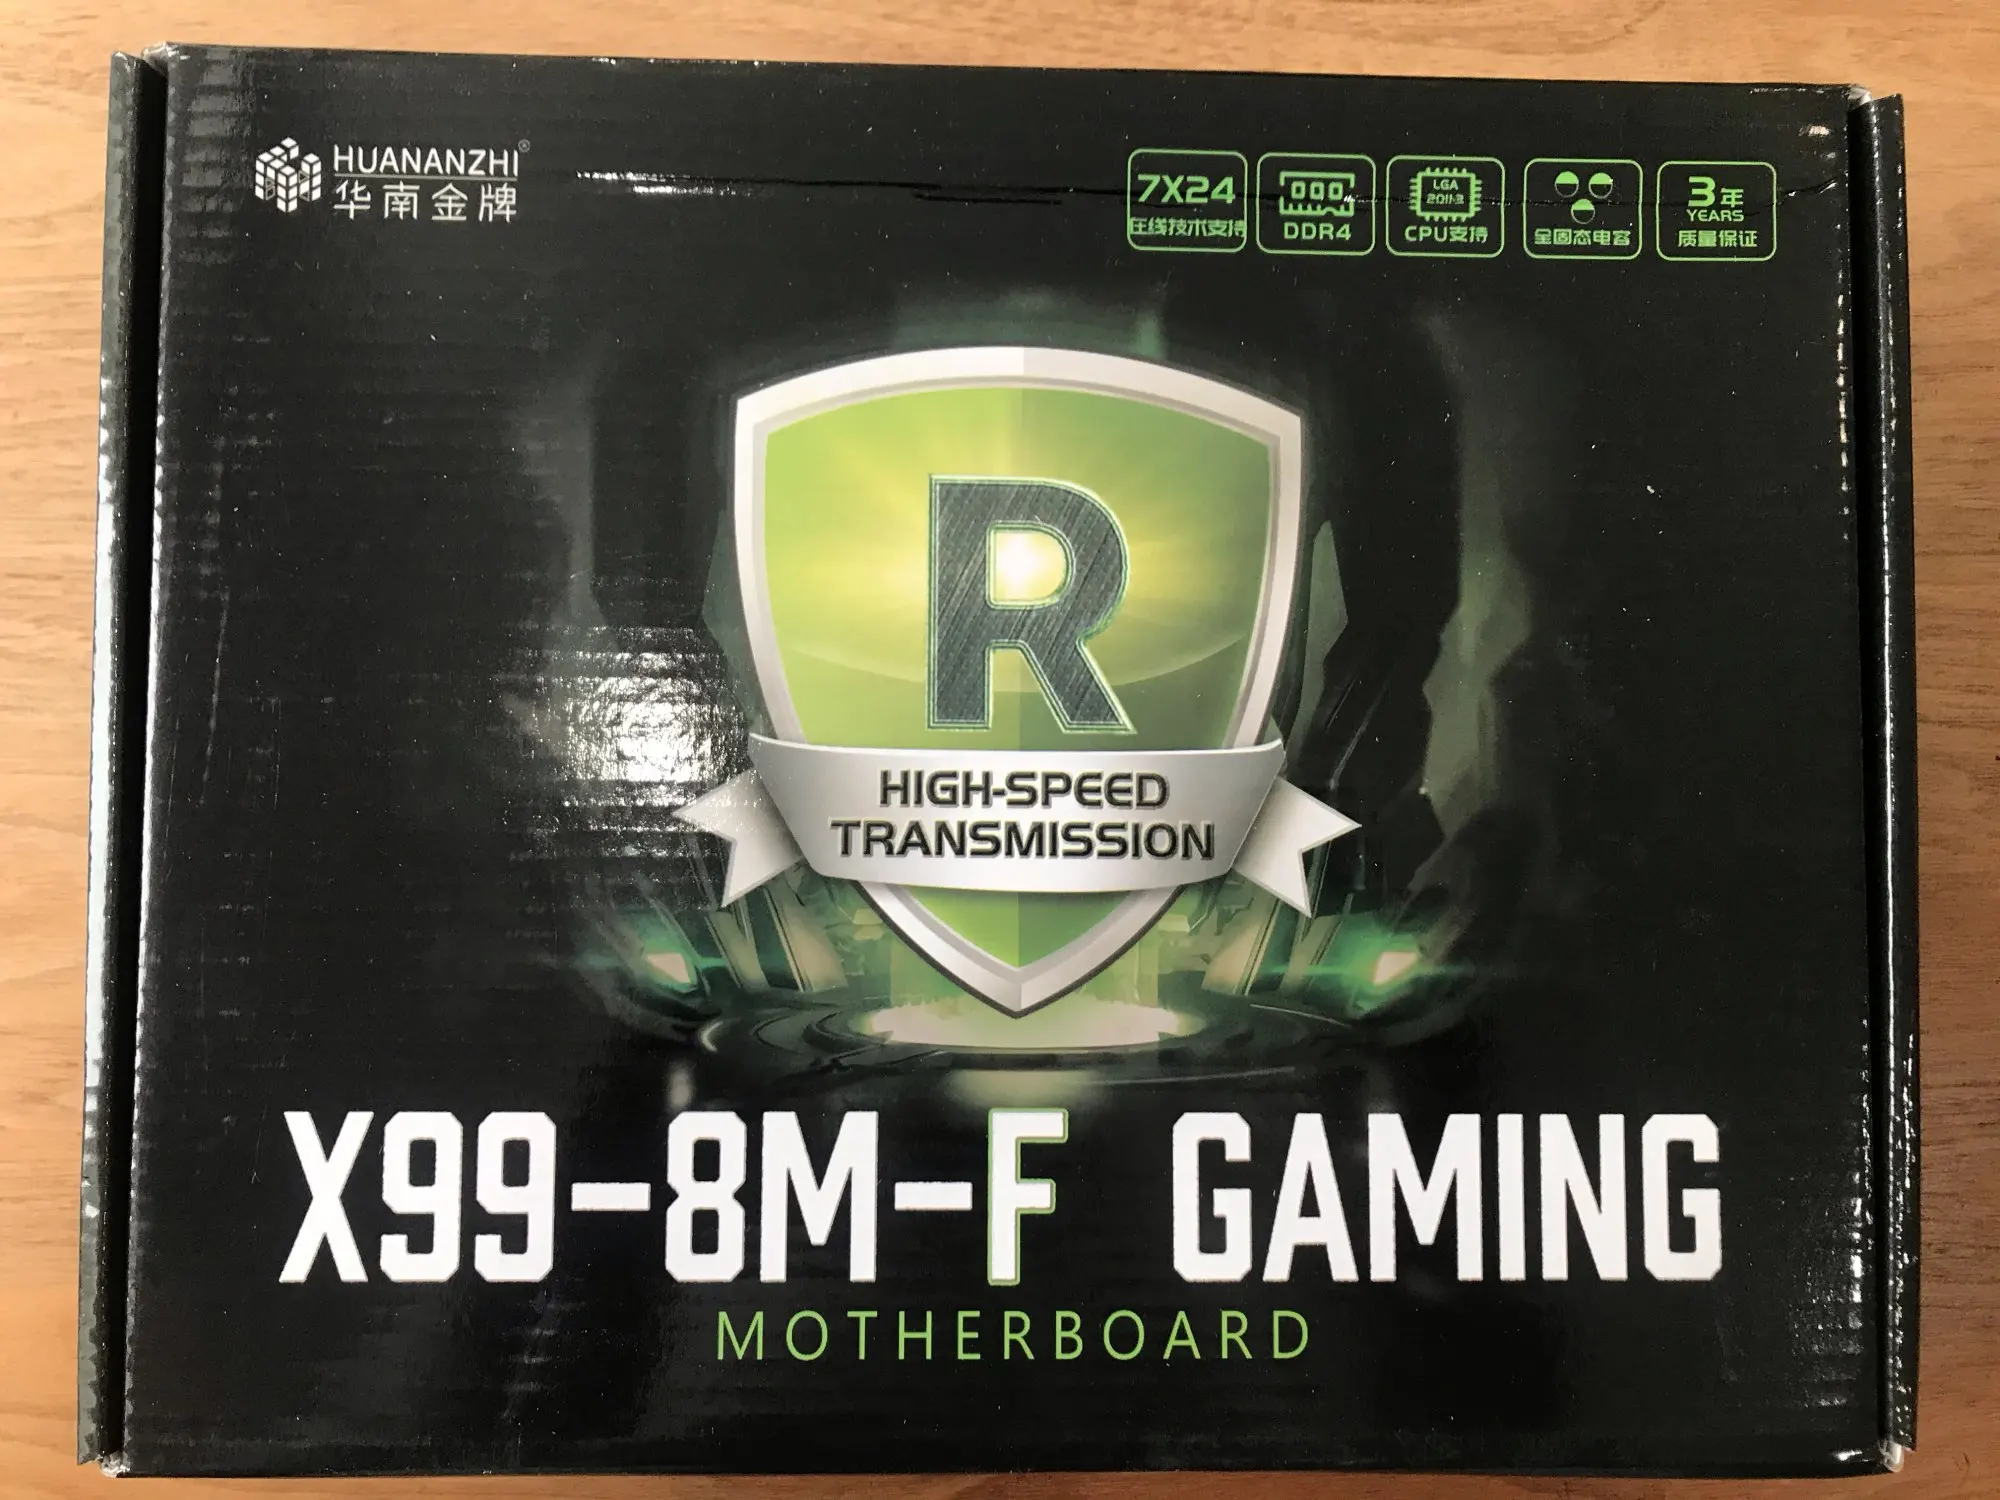 HUANANZHI®
华南金牌
7X24
在线技术支持
DDR4
LGA
2011-3
CPU支持
全固态电容
3年
YEARS
质量保证
R
HIGH-SPEED
TRANSMISSION
X99-8M-F GAMING
MOTHERBOARD